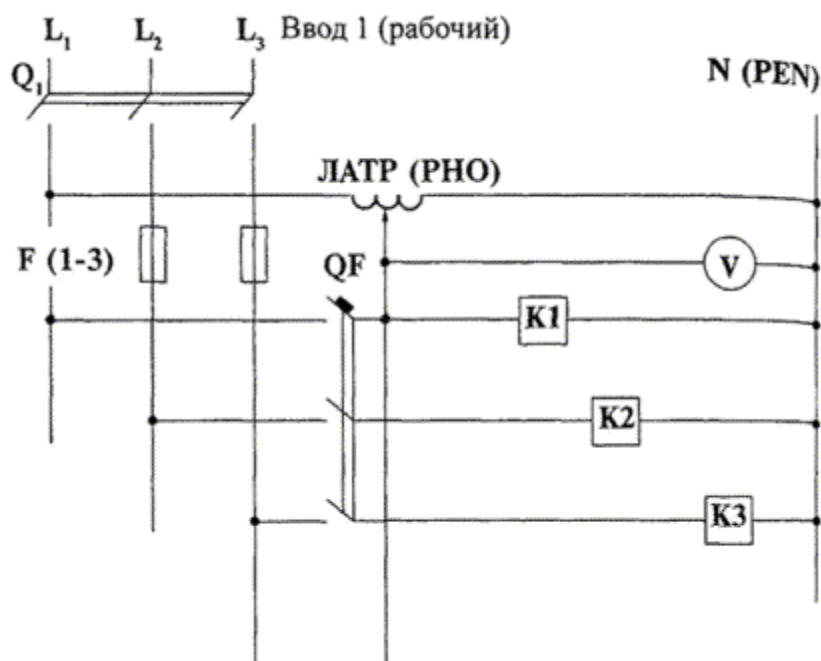 L₁ L₂ L₃ Ввод 1 (рабочий)
Q₁
N (PEN)
ЛАТР (РНО)
F (1-3)
QF
V
K1
K2
K3